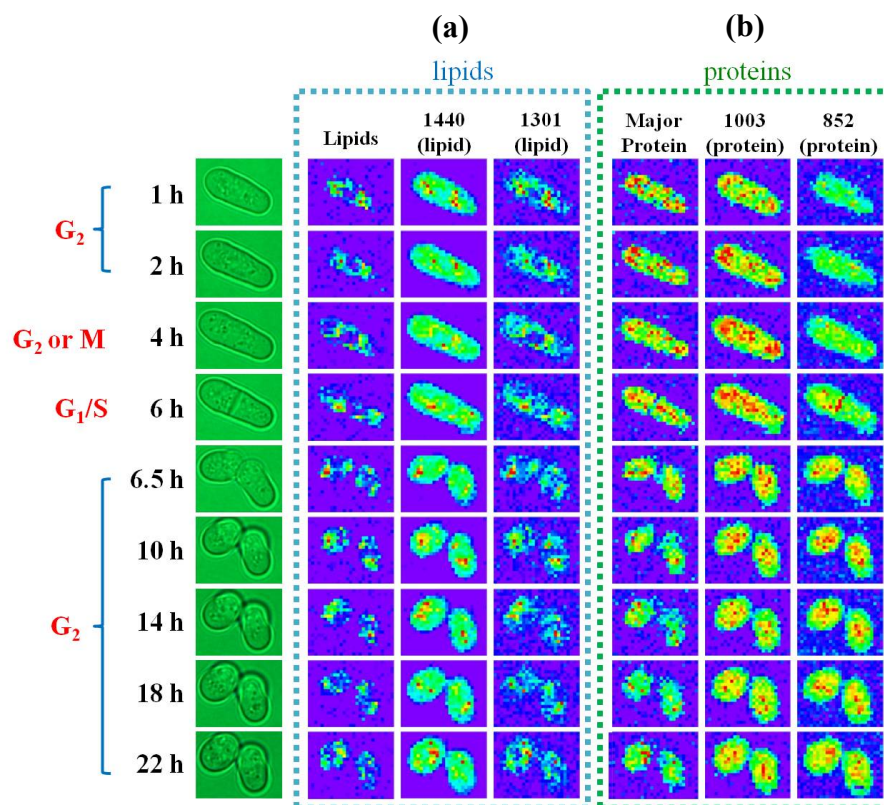 (a) (b)
lipids proteins
Lipids 1440 (lipid) 1301 (lipid) Major Protein 1003 (protein) 852 (protein)
1 h
G₂
2 h
G₂ or M 4 h
G₁/S 6 h
6.5 h
10 h
G₂ 14 h
18 h
22 h